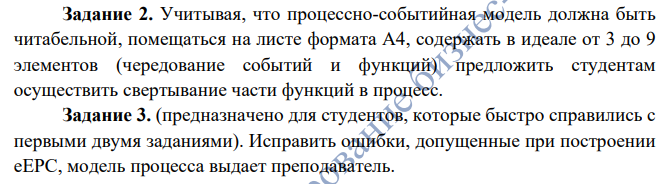 Задание 2. Учитывая, что процессно-событийная модель должна быть
читабельной, помещаться на листе формата А4, содержать в идеале от 3 до 9
элементов (чередование событий и функций) предложить студентам
осуществить свертывание части функций в процесс.
Задание 3. (предназначено для студентов, которые быстро справились с
первыми двумя заданиями). Исправить ошибки, допущенные при построении
eEPC, модель процесса выдает преподаватель.